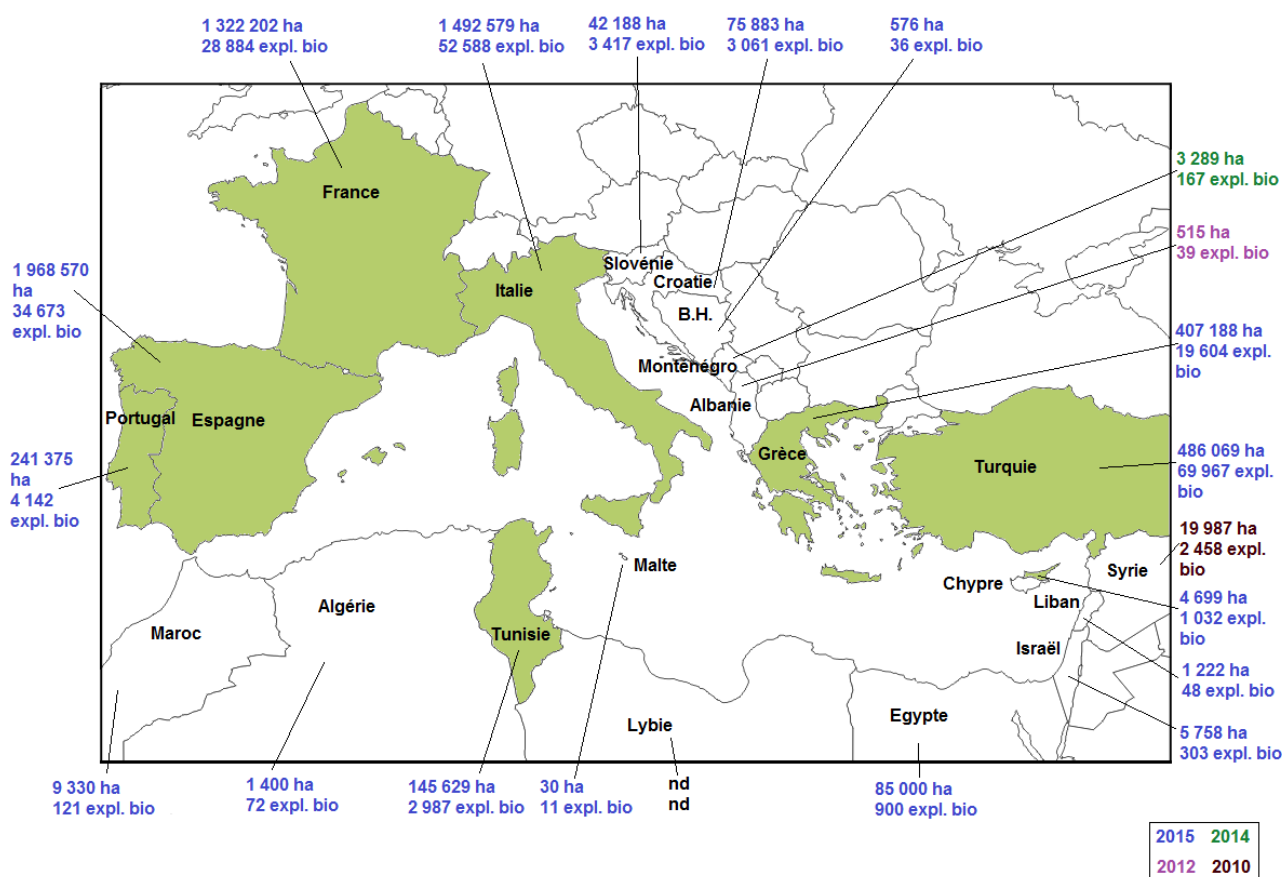 1 322 202 ha
28 884 expl. bio
1 492 579 ha
52 588 expl. bio
42 188 ha
3 417 expl. bio
75 883 ha
3 061 expl. bio
576 ha
36 expl. bio
3 289 ha
167 expl. bio
515 ha
39 expl. bio
1 968 570
ha
34 673
expl. bio
407 188 ha
19 604 expl.
bio
241 375
ha
4 142
expl. bio
486 069 ha
69 967 expl.
bio
19 987 ha
2 458 expl.
bio
4 699 ha
1 032 expl.
bio
1 222 ha
48 expl. bio
5 758 ha
303 expl. bio
France
Slovénie
Croatie
Italie
B.H.
Monténégro
Albanie
Portugal
Espagne
Grèce
Turquie
Malte
Chypre
Syrie
Liban
Algérie
Maroc
Tunisie
Israël
Lybie
Egypte
9 330 ha
121 expl. bio
1 400 ha
72 expl. bio
145 629 ha
2 987 expl. bio
30 ha
11 expl. bio
nd
nd
85 000 ha
900 expl. bio
2015 2014
2012 2010